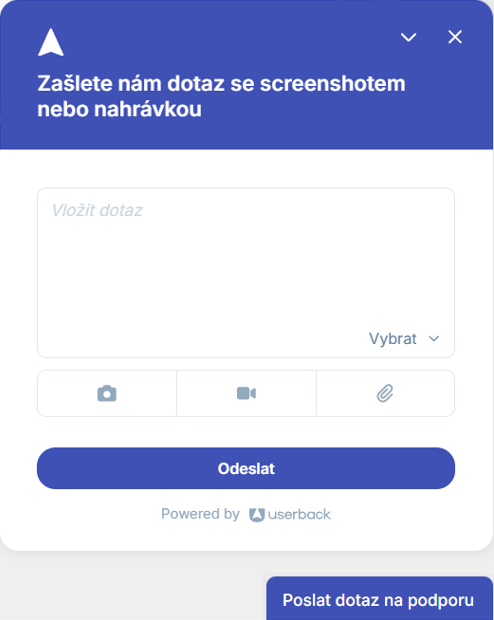 Zašlete nám dotaz se screenshotem
nebo nahrávkou
Vložit dotaz
Vybrat
Odeslat
Powered by userback
Poslat dotaz na podporu